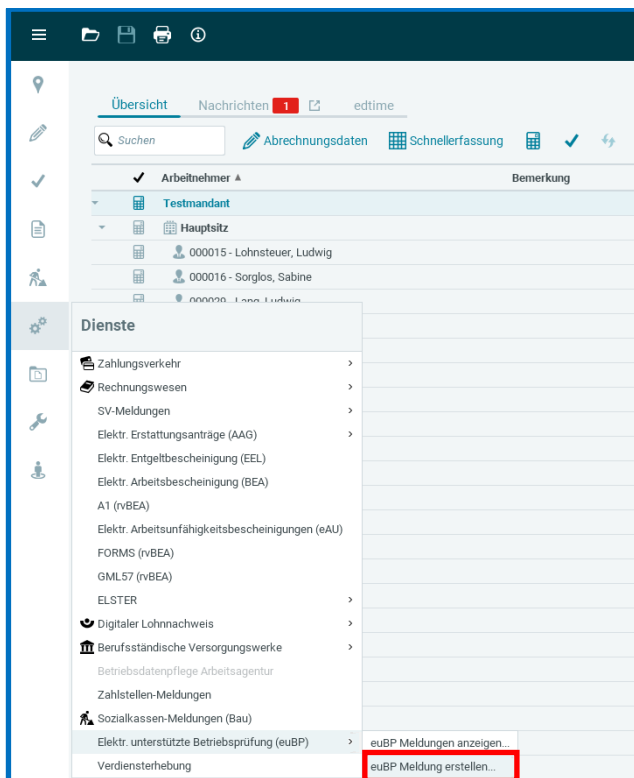 Übersicht Nachrichten 1 edtime
Suchen Abrechnungsdaten Schnellerfassung
Arbeitnehmer Bemerkung
Testmandant
Hauptsitz
000015 - Lohnsteuer, Ludwig
000016 - Sorglos, Sabine
000029 - Lang, Ludwig
Dienste
Zahlungsverkehr
Rechnungswesen
SV-Meldungen
Elektr. Erstattungsanträge (AAG)
Elektr. Entgeltbescheinigung (EEL)
Elektr. Arbeitsbescheinigung (BEA)
A1 (rvBEA)
Elektr. Arbeitsunfähigkeitsbescheinigungen (eAU)
FORMS (rvBEA)
GML57 (rvBEA)
ELSTER
Digitaler Lohnnachweis
Berufsständische Versorgungswerke
Betriebsdatenpflege Arbeitsagentur
Zahlstellen-Meldungen
Sozialkassen-Meldungen (Bau)
Elektr. unterstützte Betriebsprüfung (euBP) euBP Meldungen anzeigen...
Verdiensterhebung euBP Meldung erstellen...